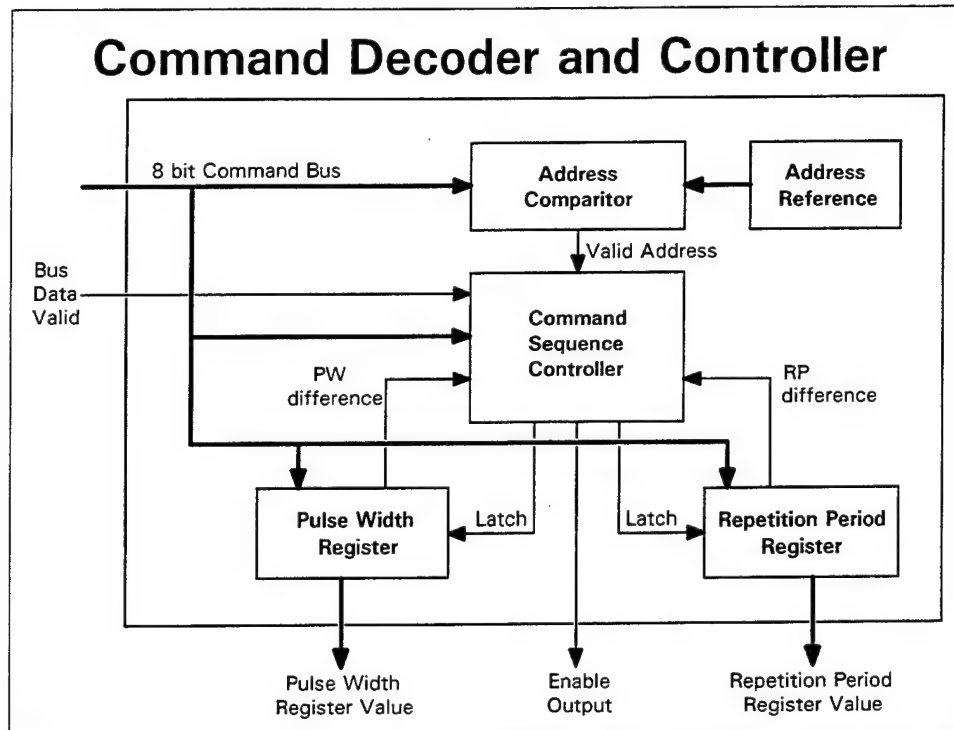 Command Decoder and Controller
8 bit Command Bus
Address
Comparitor
Address
Reference
Valid Address
Bus
Data
Valid
Command
Sequence
Controller
PW
difference
RP
difference
Pulse Width
Register
Latch
Latch
Repetition Period
Register
Pulse Width
Register Value
Enable
Output
Repetition Period
Register Value